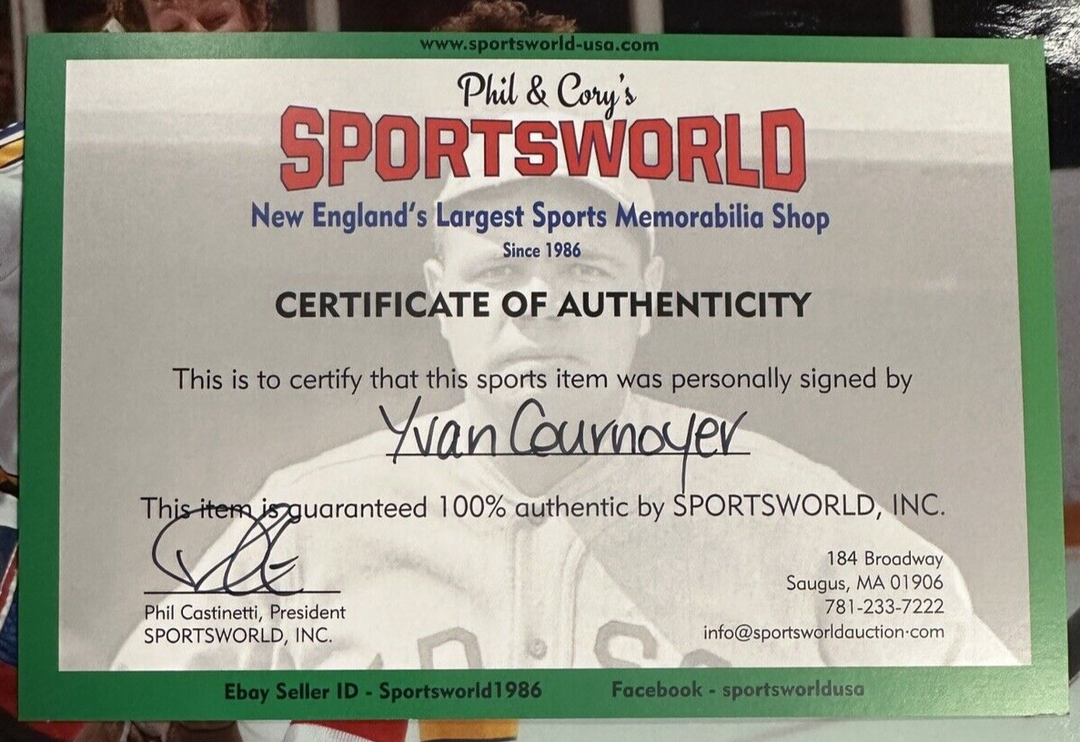 www.sportsworld-usa.com
Phil & Cory's
SPORTSWORLD
New England's Largest Sports Memorabilia Shop
Since 1986
CERTIFICATE OF AUTHENTICITY
This is to certify that this sports item was personally signed by
Yvan Cournoyer
This item is guaranteed 100% authentic by SPORTSWORLD, INC.
Phil Castinetti, President
SPORTSWORLD, INC.
184 Broadway
Saugus, MA 01906
781-233-7222
info@sportsworldauction.com
Ebay Seller ID - Sportsworld1986
Facebook - sportsworldusa